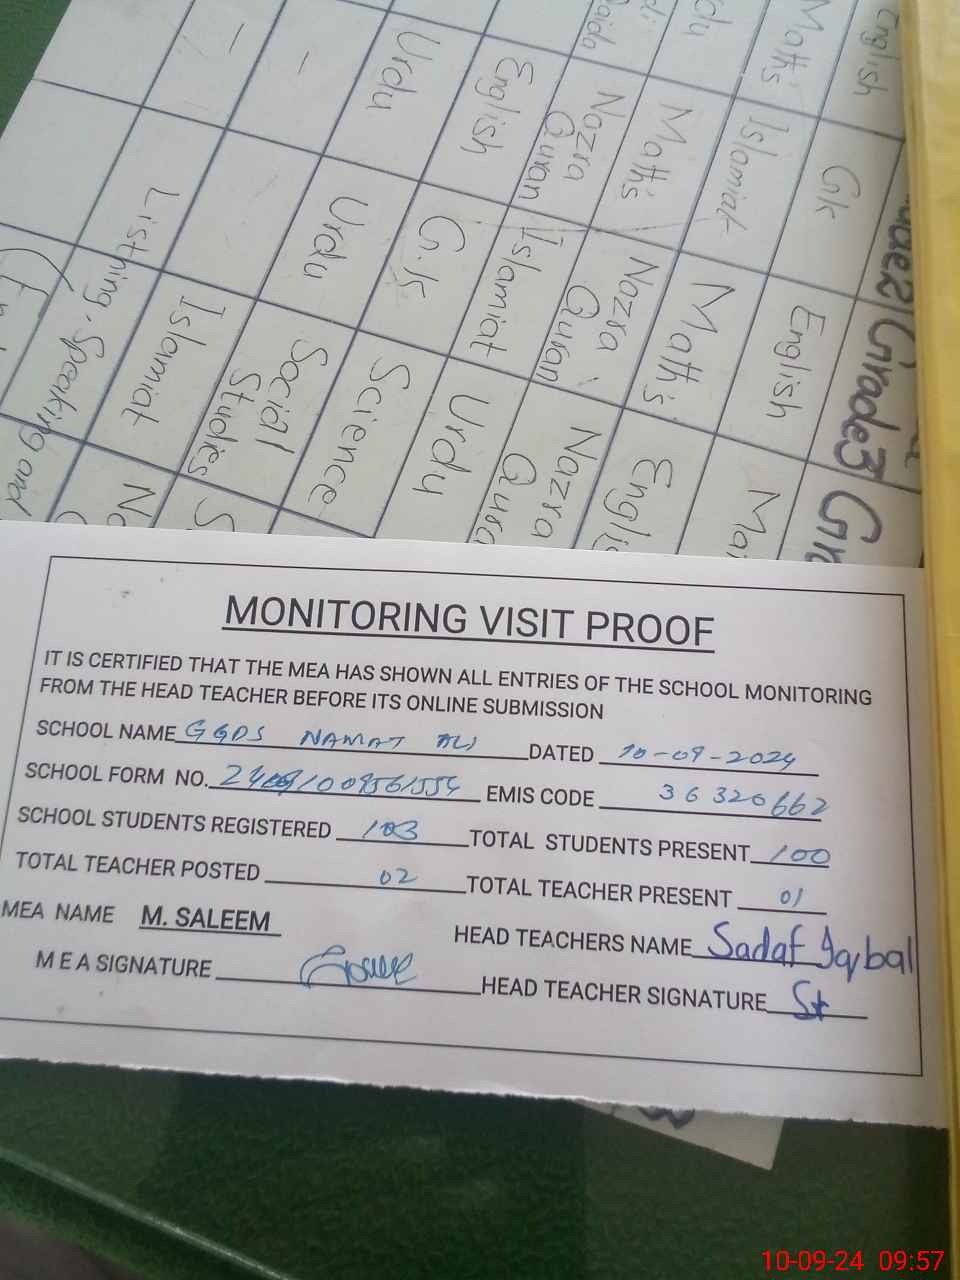 English
Maths
Islamiat
Gk
Grade3
English
Maths
Maths
Nazra
Quran
Nazra
Quran
Islamiat
English
Urdu
G.K
Urdu
Science
Urdu
Nazra
Social
Studies
Islamiat
Listning, Speaking and
MONITORING VISIT PROOF
IT IS CERTIFIED THAT THE MEA HAS SHOWN ALL ENTRIES OF THE SCHOOL MONITORING
FROM THE HEAD TEACHER BEFORE ITS ONLINE SUBMISSION
SCHOOL NAME GGDS NAMAT ALI DATED 10-09-2024
SCHOOL FORM NO. EMIS CODE 36320662
SCHOOL STUDENTS REGISTERED 103 TOTAL STUDENTS PRESENT 100
TOTAL TEACHER POSTED 02 TOTAL TEACHER PRESENT 01
MEA NAME M. SALEEM HEAD TEACHERS NAME Sadaf Iqbal
M E A SIGNATURE HEAD TEACHER SIGNATURE
10-09-24 09:57